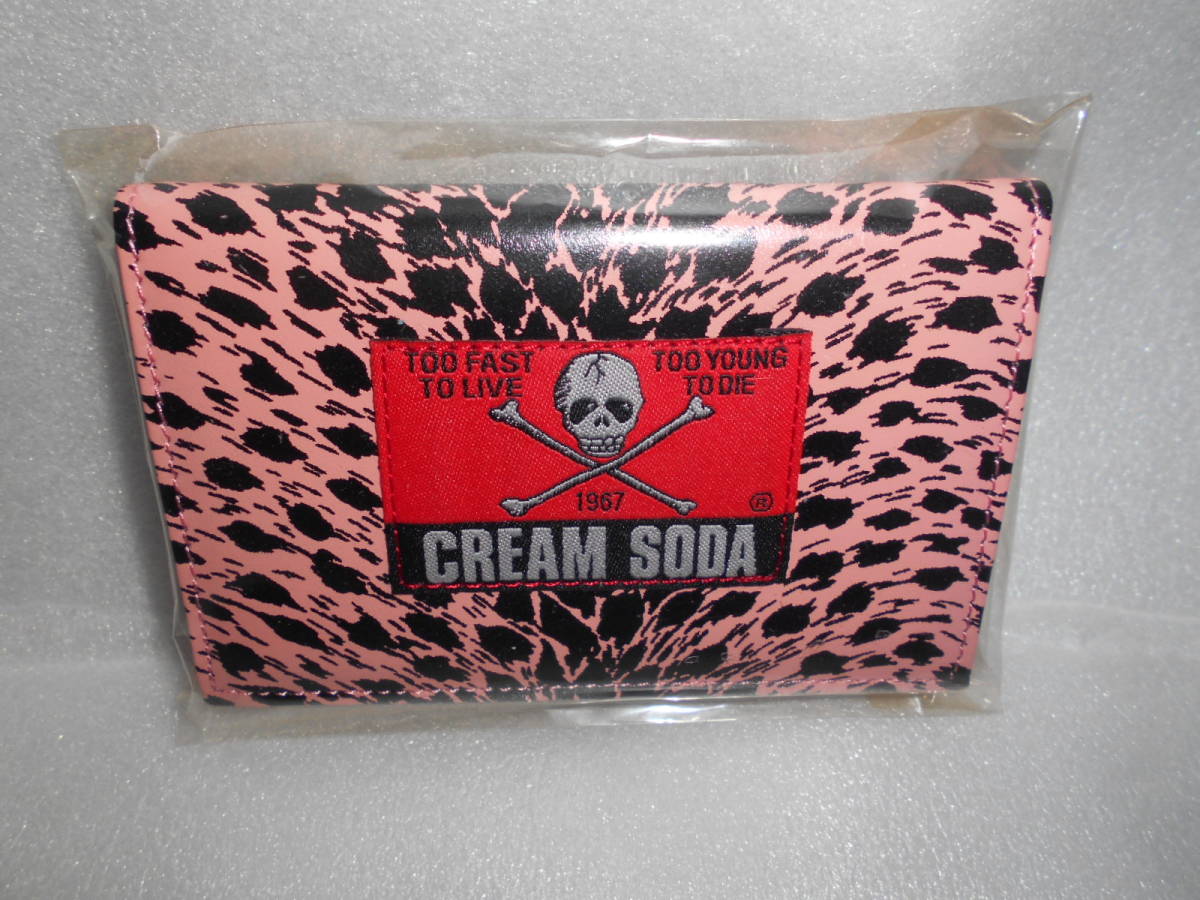 TOO FAST
TO LIVE
TOO YOUNG
TO DIE
1967
®
CREAM SODA